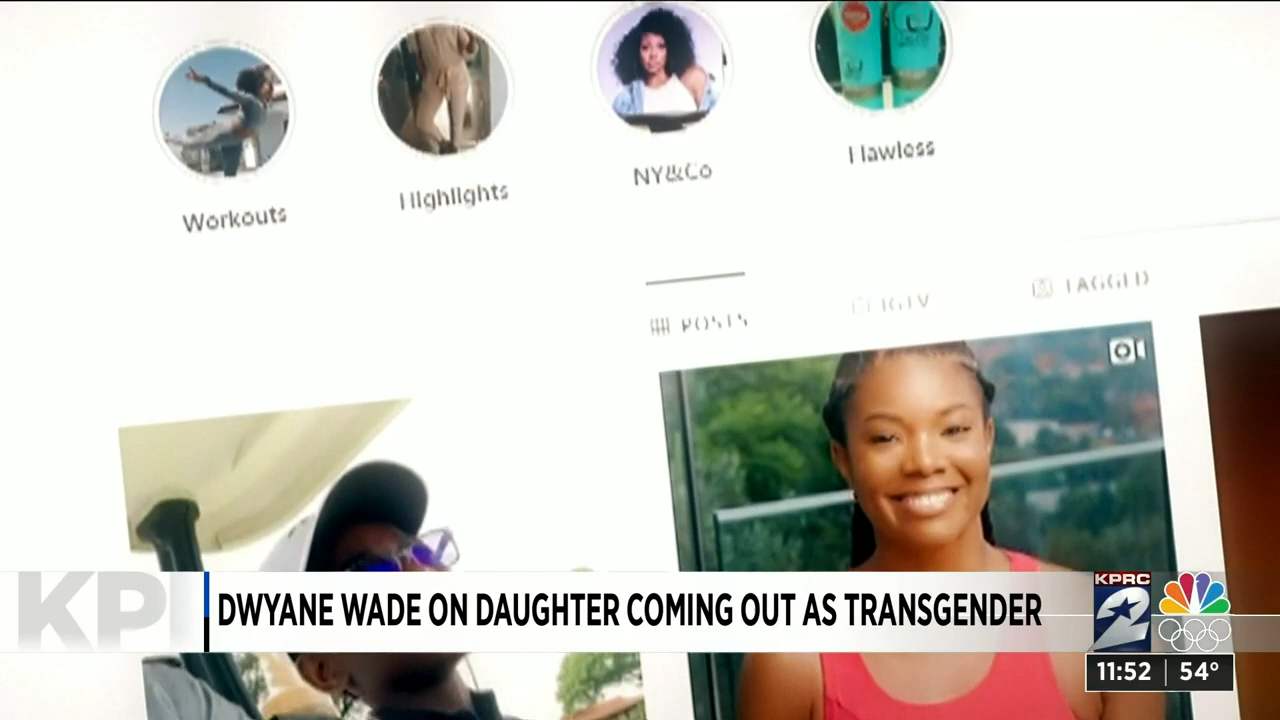 Workouts
Highlights
NY&Co
Flawless
POSTS
IGTV
TAGGED
KPRC
2
DWYANE WADE ON DAUGHTER COMING OUT AS TRANSGENDER
11:52 54°